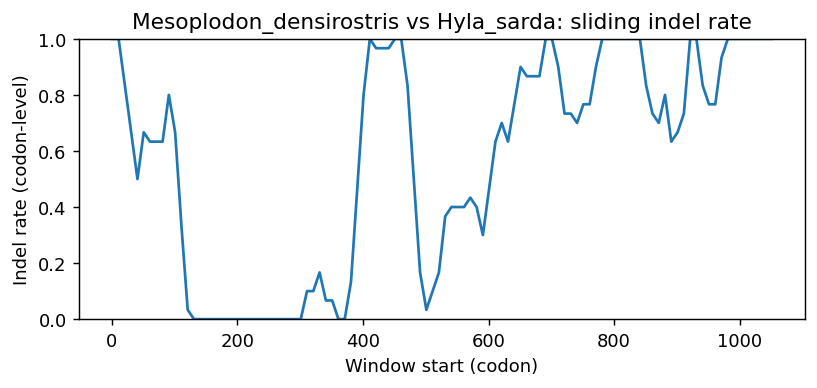 Mesoplodon_densirostris vs Hyla_sarda: sliding indel rate
Indel rate (codon-level)
1.0
0.8
0.6
0.4
0.2
0.0
0 200 400 600 800 1000
Window start (codon)